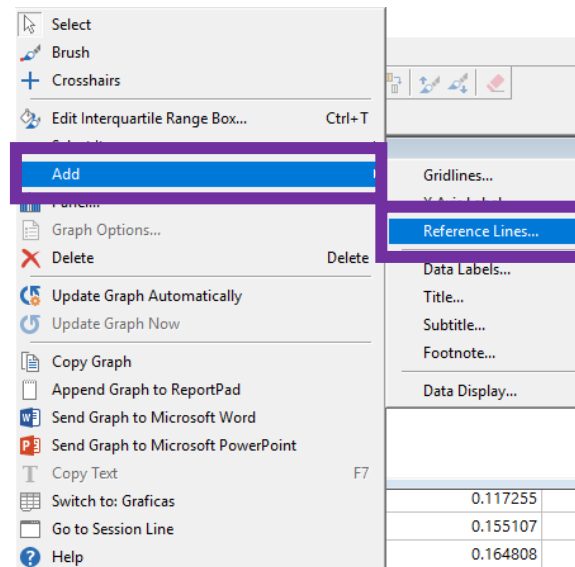 Select
Brush
Crosshairs
Edit Interquartile Range Box... Ctrl+T
Add
Panel...
Graph Options...
Delete Delete
Update Graph Automatically
Update Graph Now
Copy Graph
Append Graph to ReportPad
Send Graph to Microsoft Word
Send Graph to Microsoft PowerPoint
Copy Text F7
Switch to: Graficas
Go to Session Line
Help
Gridlines...
Reference Lines...
Data Labels...
Title...
Subtitle...
Footnote...
Data Display...
0.117255
0.155107
0.164808